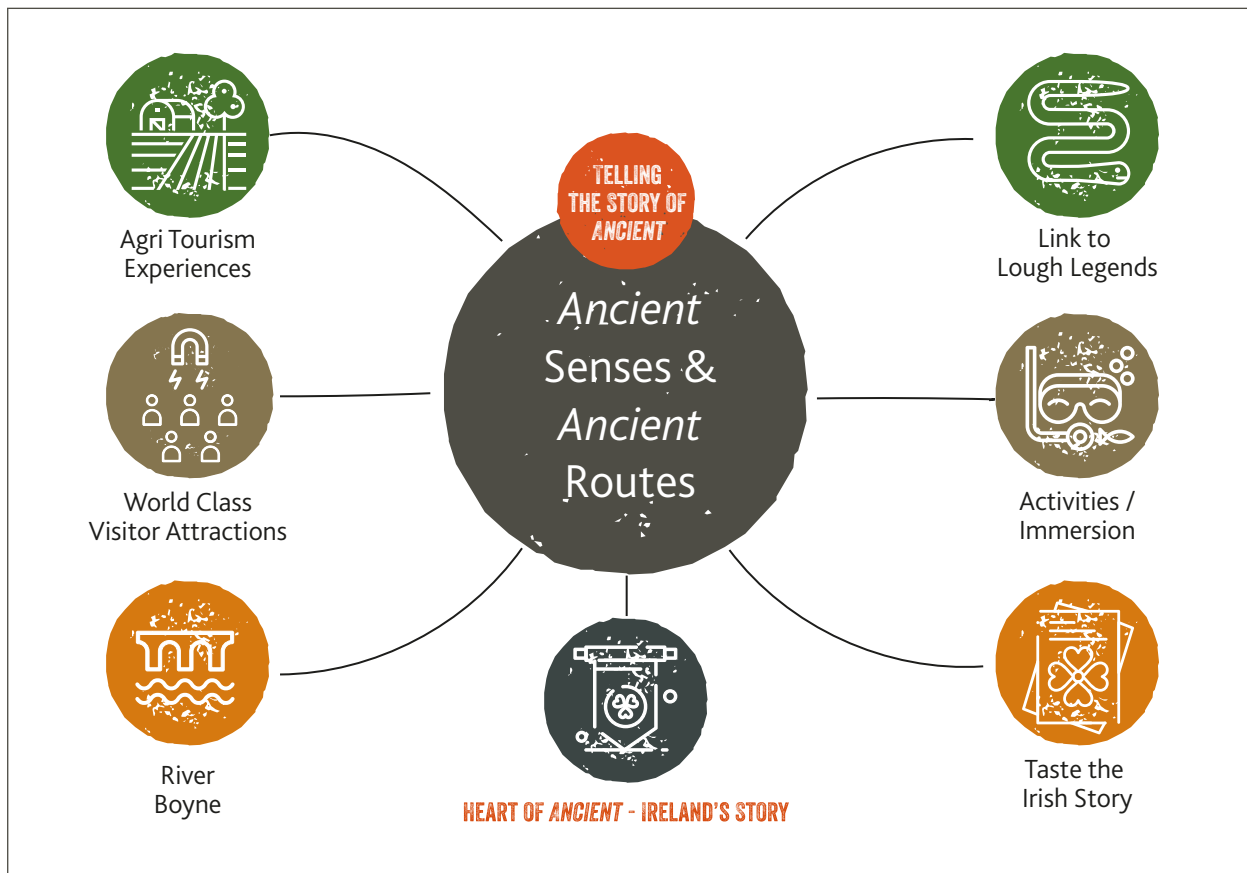 TELLING
THE STORY OF
ANCIENT
Ancient
Senses &
Ancient
Routes
Agri Tourism
Experiences
World Class
Visitor Attractions
River
Boyne
Link to
Lough Legends
Activities /
Immersion
Taste the
Irish Story
HEART OF ANCIENT - IRELAND'S STORY